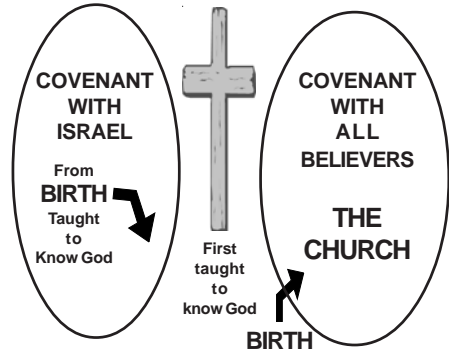 COVENANT
WITH
ISRAEL
From
BIRTH
Taught
to
Know God
First
taught
to
know God
COVENANT
WITH
ALL
BELIEVERS
THE
CHURCH
BIRTH